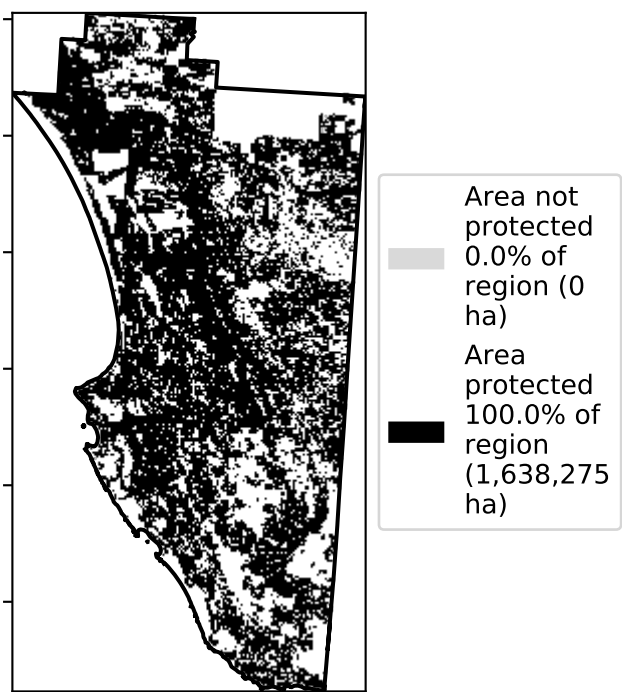 Area not
protected
0.0% of
region (0
ha)
Area
protected
100.0% of
region
(1,638,275
ha)